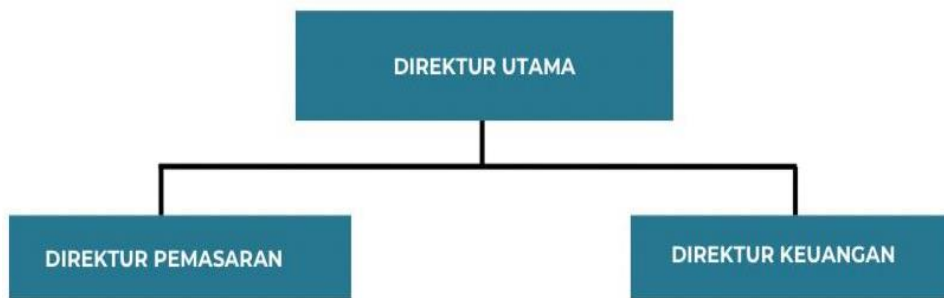 DIREKTUR UTAMA
DIREKTUR PEMASARAN
DIREKTUR KEUANGAN